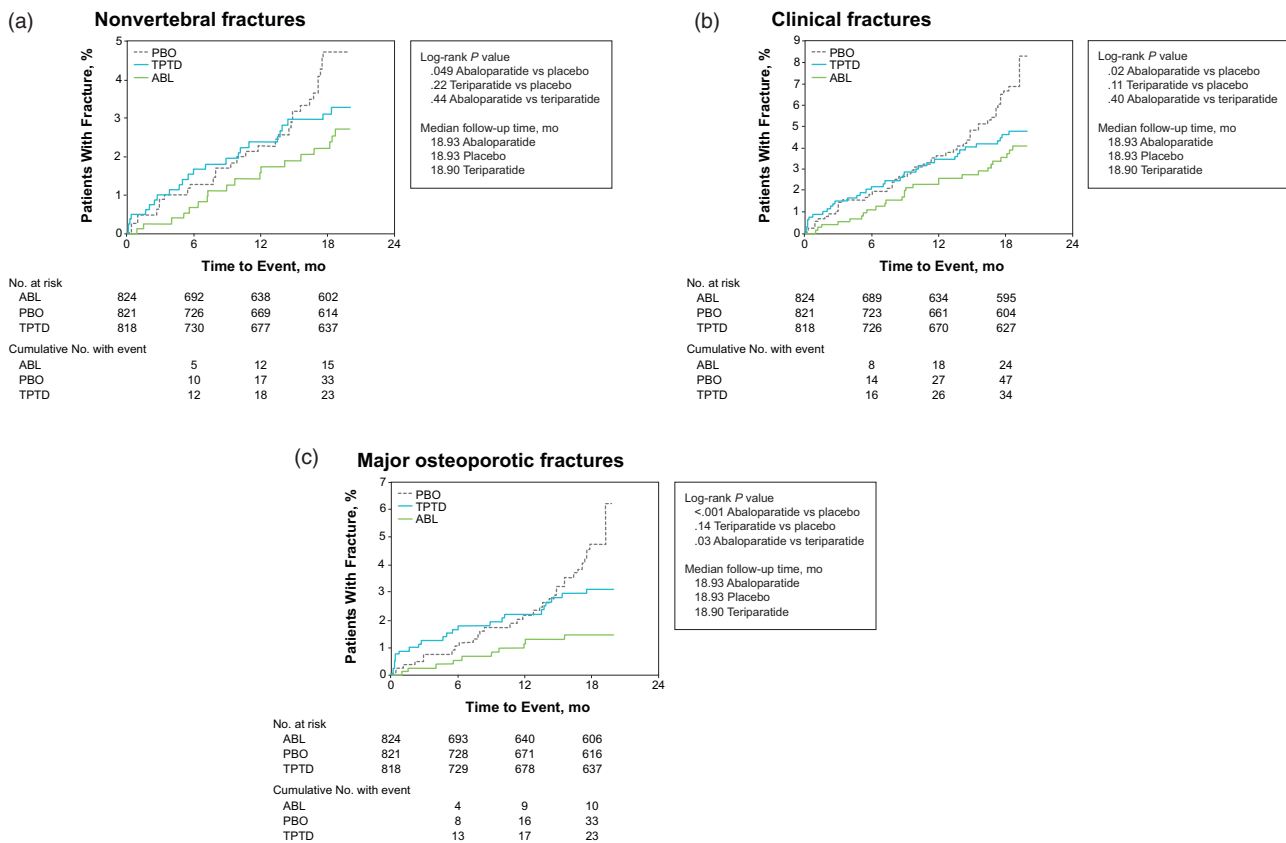 (a) Nonvertebral fractures
Patients With Fracture, %
5
4
3
2
1
0
PBO
TPTD
ABL
0 6 12 18 24
Time to Event, mo
Log-rank P value
.049 Abaloparatide vs placebo
.22 Teriparatide vs placebo
.44 Abaloparatide vs teriparatide
Median follow-up time, mo
18.93 Abaloparatide
18.93 Placebo
18.90 Teriparatide
No. at risk
ABL 824 692 638 602
PBO 821 726 669 614
TPTD 818 730 677 637
Cumulative No. with event
ABL 5 12 15
PBO 10 17 33
TPTD 12 18 23
(b) Clinical fractures
Patients With Fracture, %
9
8
7
6
5
4
3
2
1
0
PBO
TPTD
ABL
0 6 12 18 24
Time to Event, mo
Log-rank P value
.02 Abaloparatide vs placebo
.11 Teriparatide vs placebo
.40 Abaloparatide vs teriparatide
Median follow-up time, mo
18.93 Abaloparatide
18.93 Placebo
18.90 Teriparatide
No. at risk
ABL 824 689 634 595
PBO 821 723 661 604
TPTD 818 726 670 627
Cumulative No. with event
ABL 8 18 24
PBO 14 27 47
TPTD 16 26 34
(c) Major osteoporotic fractures
Patients With Fracture, %
7
6
5
4
3
2
1
0
PBO
TPTD
ABL
0 6 12 18 24
Time to Event, mo
Log-rank P value
<.001 Abaloparatide vs placebo
.14 Teriparatide vs placebo
.03 Abaloparatide vs teriparatide
Median follow-up time, mo
18.93 Abaloparatide
18.93 Placebo
18.90 Teriparatide
No. at risk
ABL 824 693 640 606
PBO 821 728 671 616
TPTD 818 729 678 637
Cumulative No. with event
ABL 4 9 10
PBO 8 16 33
TPTD 13 17 23